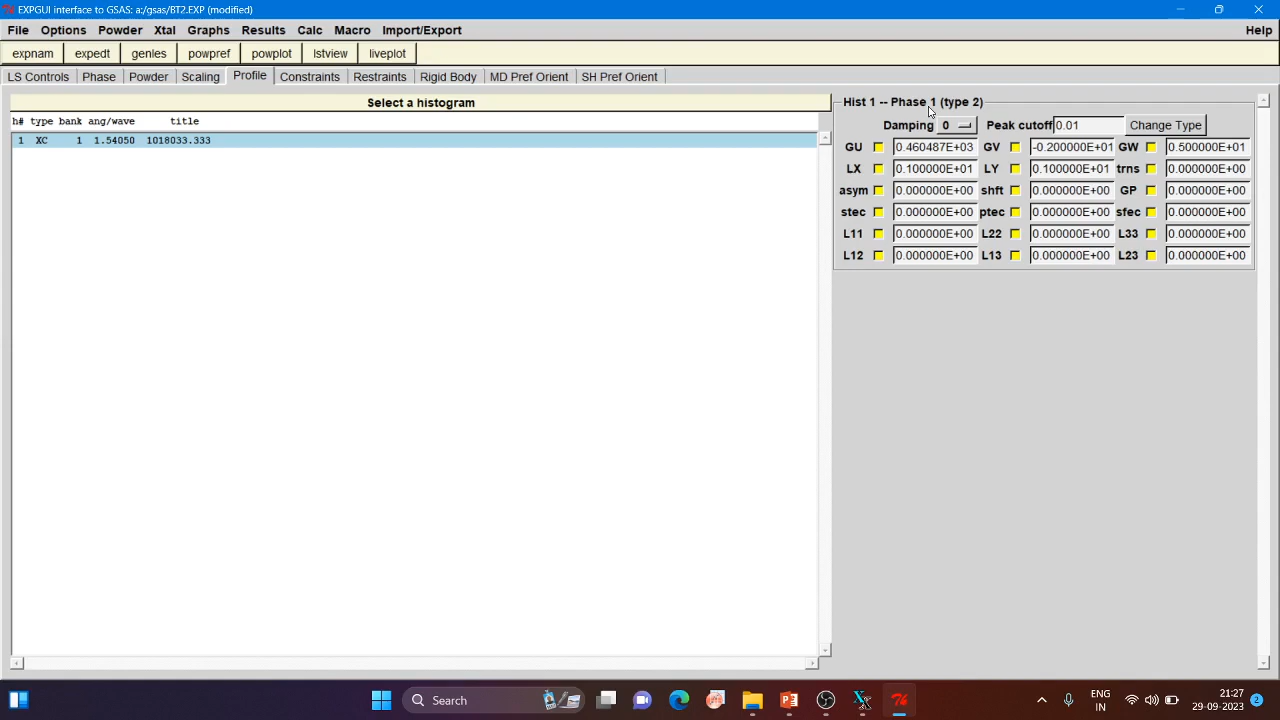 EXPGUI interface to GSAS: a:/gsas/BT2.EXP (modified)
File Options Powder Xtal Graphs Results Calc Macro Import/Export Help
expnam expedt genles powpref powplot lstview liveplot
LS Controls Phase Powder Scaling Profile Constraints Restraints Rigid Body MD Pref Orient SH Pref Orient
Select a histogram
h# type bank ang/wave title
1 XC 1 1.54050 1018033.333
Hist 1 -- Phase 1 (type 2)
Damping 0 Peak cutoff 0.01 Change Type
GU 0.460487E+03 GV -0.200000E+01 GW 0.500000E+01
LX 0.100000E+01 LY 0.100000E+01 trns 0.000000E+00
asym 0.000000E+00 shft 0.000000E+00 GP 0.000000E+00
stec 0.000000E+00 ptec 0.000000E+00 sfec 0.000000E+00
L11 0.000000E+00 L22 0.000000E+00 L33 0.000000E+00
L12 0.000000E+00 L13 0.000000E+00 L23 0.000000E+00
Search
ENG
IN
21:27
29-09-2023
2